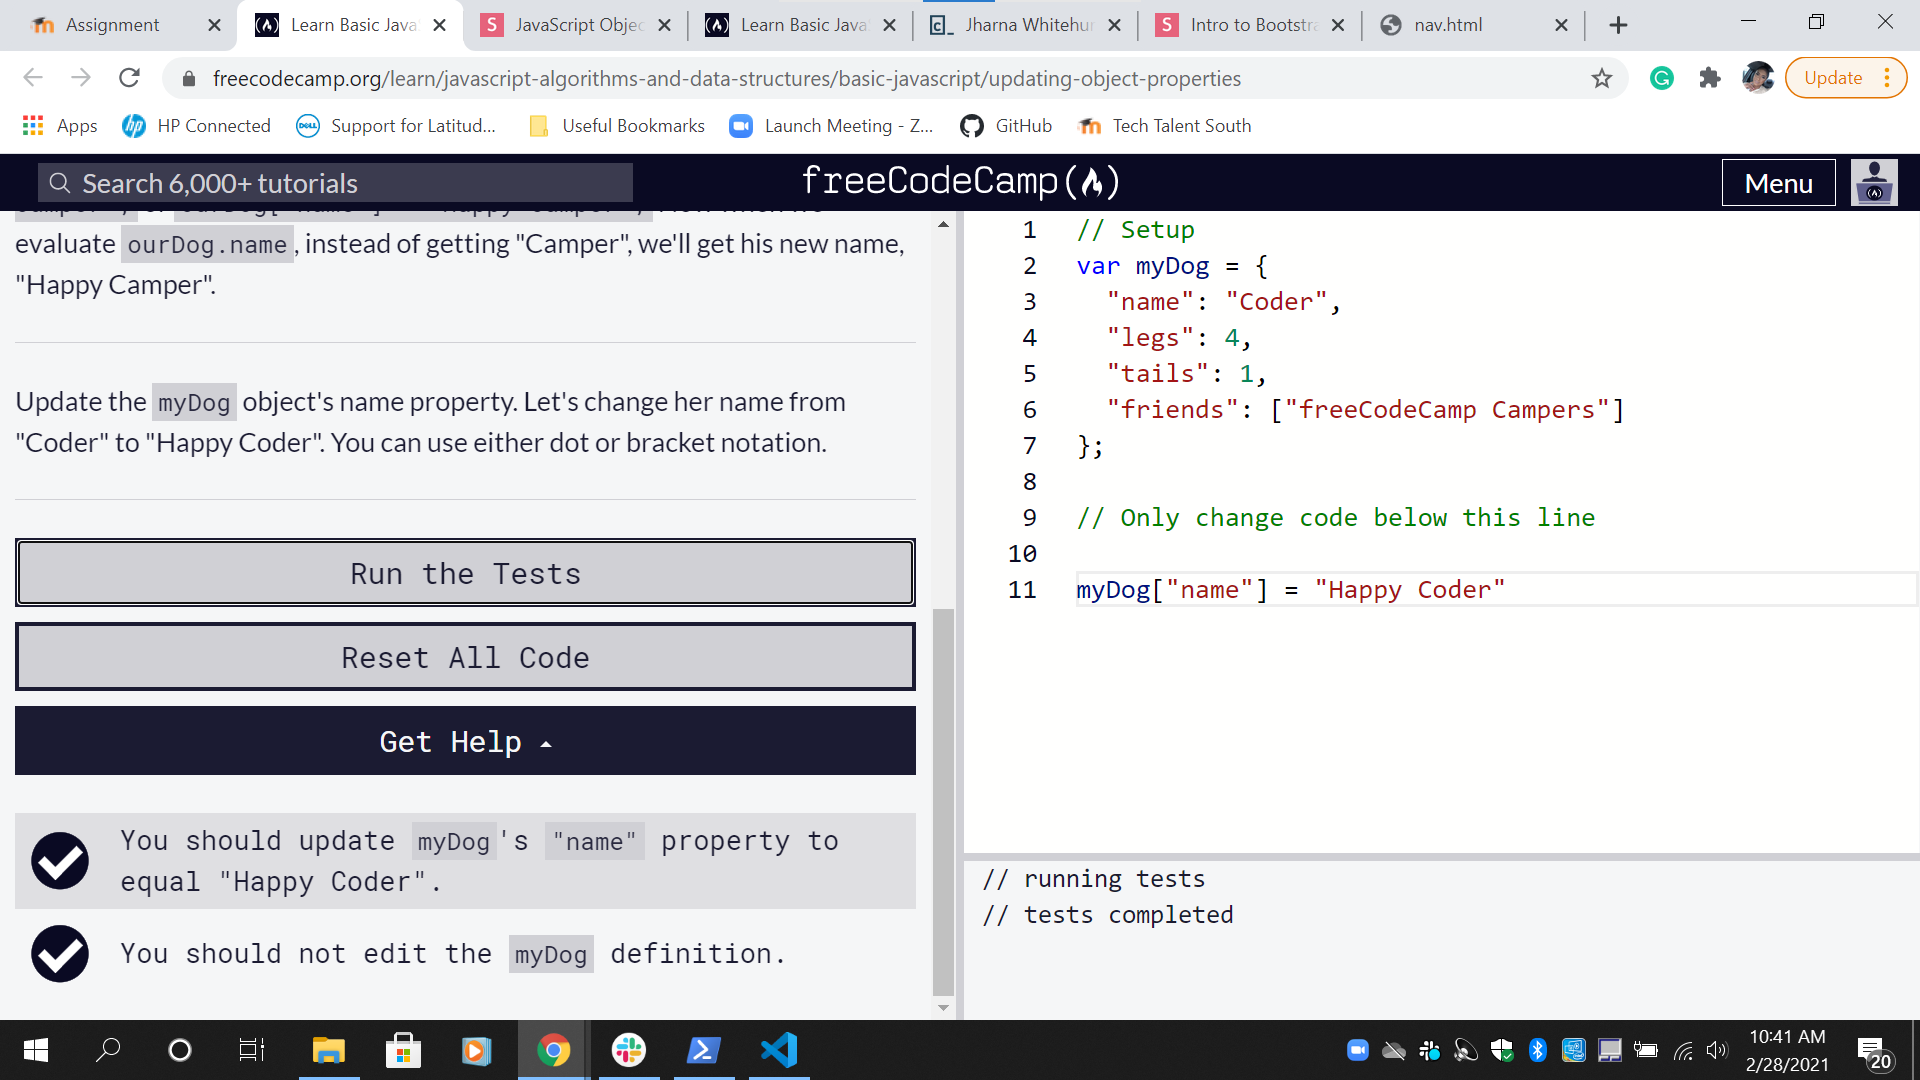 Assignment
Learn Basic Java
JavaScript Objec
Learn Basic Java
Jharna Whitehur
Intro to Bootstra
nav.html
freecodecamp.org/learn/javascript-algorithms-and-data-structures/basic-javascript/updating-object-properties
Update
Apps
HP Connected
Support for Latitud...
Useful Bookmarks
Launch Meeting - Z...
GitHub
Tech Talent South
Search 6,000+ tutorials
freeCodeCamp
Menu
evaluate ourDog.name, instead of getting "Camper", we'll get his new name,
"Happy Camper".
Update the myDog object's name property. Let's change her name from
"Coder" to "Happy Coder". You can use either dot or bracket notation.
Run the Tests
Reset All Code
Get Help
You should update myDog's "name" property to
equal "Happy Coder".
You should not edit the myDog definition.
1 // Setup
2 var myDog = {
3 "name": "Coder",
4 "legs": 4,
5 "tails": 1,
6 "friends": ["freeCodeCamp Campers"]
7 };
8
9 // Only change code below this line
10
11 myDog["name"] = "Happy Coder"
// running tests
// tests completed
10:41 AM
2/28/2021
20